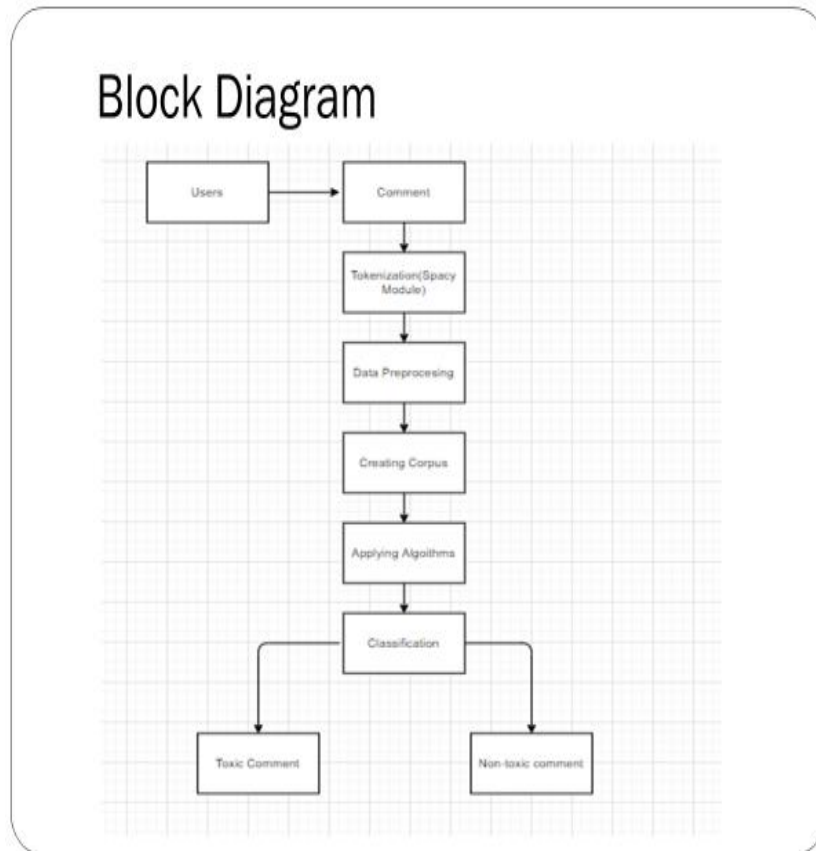 Block Diagram
Users
Comment
Tokenization(Spacy
Module)
Data Preprocesing
Creating Corpus
Applying Algoithms
Classification
Toxic Comment
Non-toxic comment